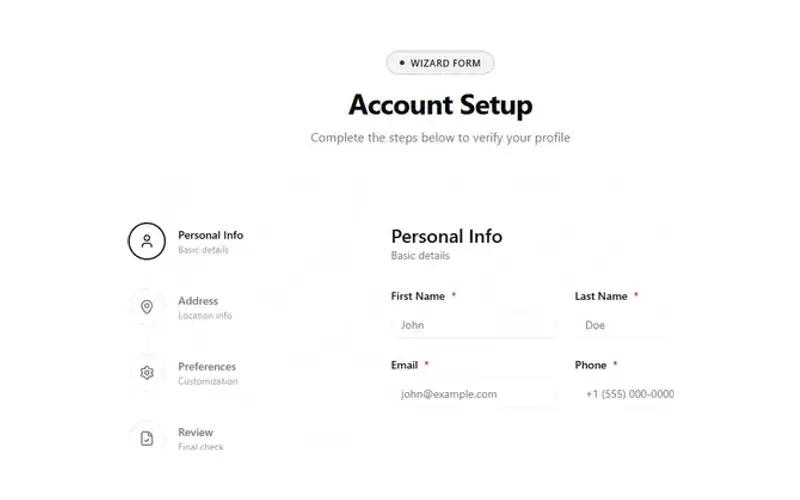 WIZARD FORM
Account Setup
Complete the steps below to verify your profile
Personal Info
Basic details
Address
Location info
Preferences
Customization
Review
Final check
Personal Info
Basic details
First Name *
John
Last Name *
Doe
Email *
john@example.com
Phone *
+1 (555) 000-0000